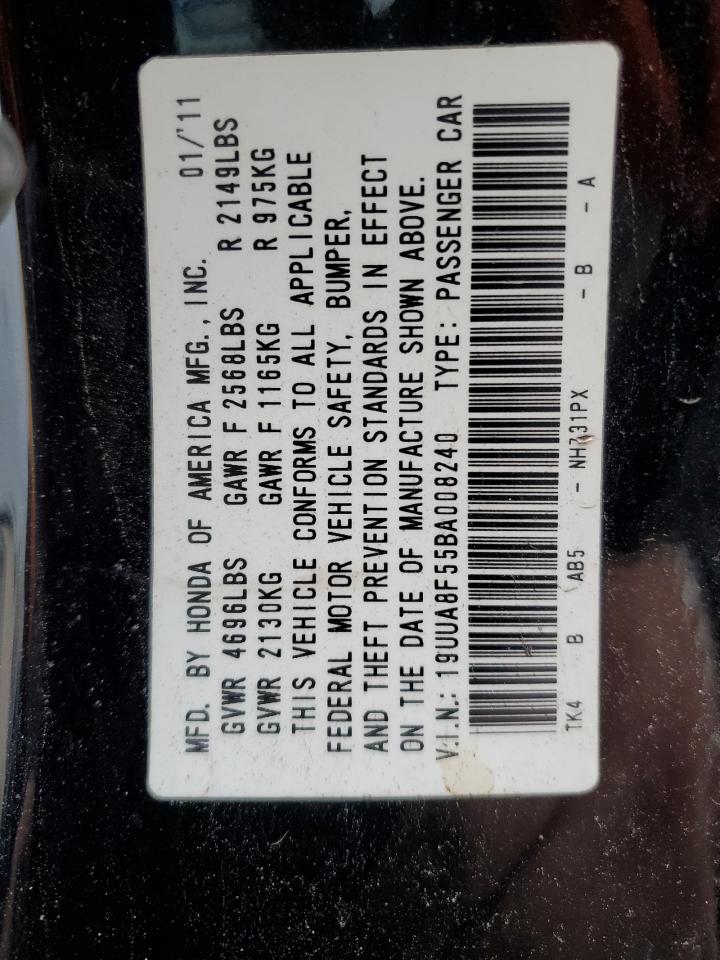 MFD. BY HONDA OF AMERICA MFG., INC. 01/'11
GVWR 4696LBS GAWR F 2568LBS R 2149LBS
GVWR 2130KG GAWR F 1165KG R 975KG
THIS VEHICLE CONFORMS TO ALL APPLICABLE
FEDERAL MOTOR VEHICLE SAFETY, BUMPER,
AND THEFT PREVENTION STANDARDS IN EFFECT
ON THE DATE OF MANUFACTURE SHOWN ABOVE.
V.I.N.: 19UUA8F55BA008240 TYPE: PASSENGER CAR
TK4 B AB5 - NH731PX - B - A